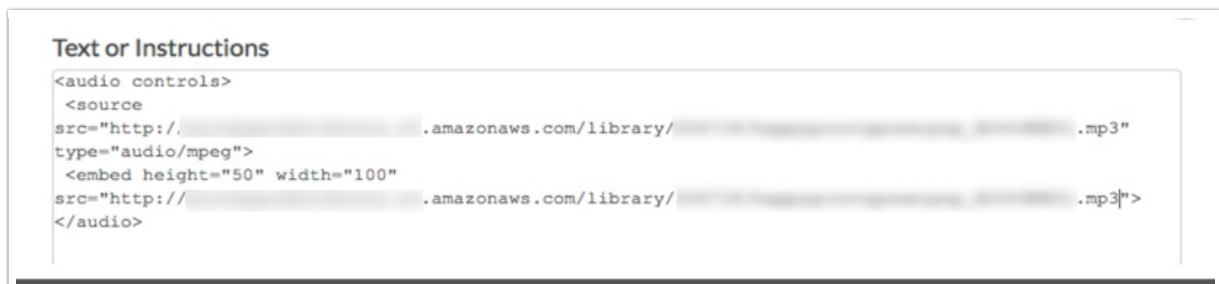 Text or Instructions
<audio controls>
<source
src="http:/ .amazonaws.com/library/ .mp3"
type="audio/mpeg">
<embed height="50" width="100"
src="http:// .amazonaws.com/library/ .mp3">
</audio>